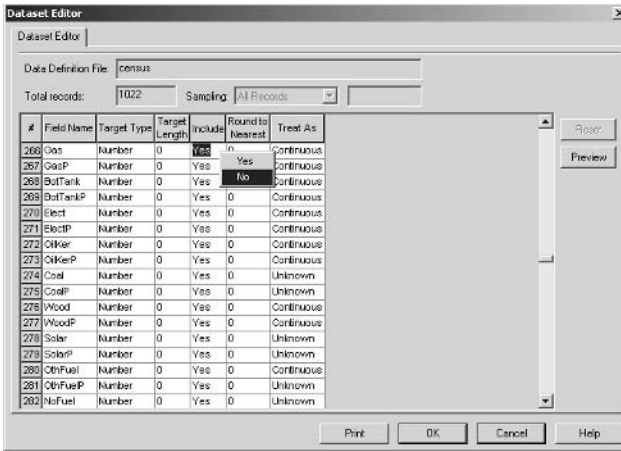 Dataset Editor
Dataset Editor
Data Definition File: census
Total records: 1022 Sampling: All Records
# Field Name Target Type Target Length Include Round to Nearest Treat As
266 Gas Number 0 Yes 0 Continuous
267 GasP Number 0 Yes Continuous
268 BotTank Number 0 Yes Continuous
269 BotTankP Number 0 Yes 0 Continuous
270 Elect Number 0 Yes 0 Continuous
271 ElectP Number 0 Yes 0 Continuous
272 OilKer Number 0 Yes 0 Continuous
273 OilKerP Number 0 Yes 0 Continuous
274 Coal Number 0 Yes 0 Unknown
275 CoalP Number 0 Yes 0 Unknown
276 Wood Number 0 Yes 0 Continuous
277 WoodP Number 0 Yes 0 Continuous
278 Solar Number 0 Yes 0 Unknown
279 SolarP Number 0 Yes 0 Unknown
280 OthFuel Number 0 Yes 0 Continuous
281 OthFuelP Number 0 Yes 0 Unknown
282 NoFuel Number 0 Yes 0 Unknown
Yes
No
Reset
Preview
Print OK Cancel Help